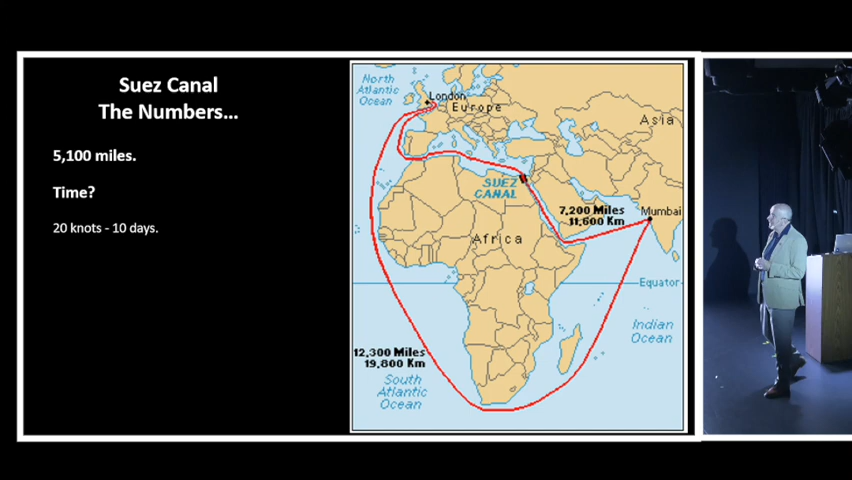 Suez Canal
The Numbers...
5,100 miles.
Time?
20 knots - 10 days.
North
Atlantic
Ocean
London
Europe
Asia
SUEZ
CANAL
7,200 Miles
11,600 Km
Mumbai
Africa
Equator
Indian
Ocean
12,300 Miles
19,800 Km
South
Atlantic
Ocean